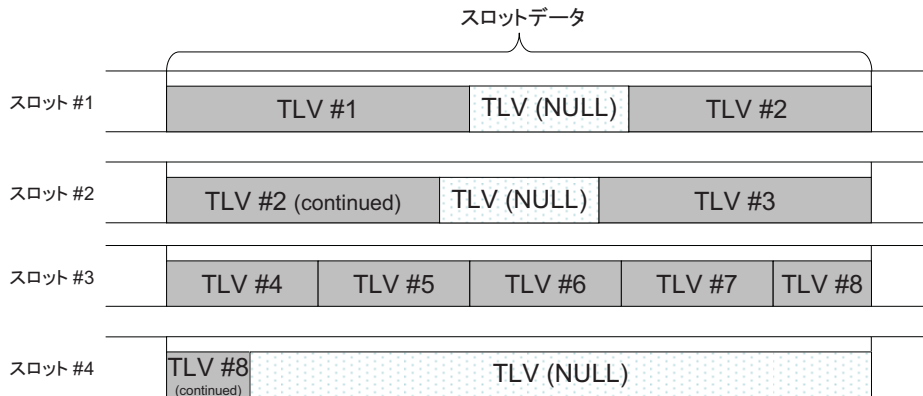 スロットデータ
スロット #1
TLV #1
TLV (NULL)
TLV #2
スロット #2
TLV #2 (continued)
TLV (NULL)
TLV #3
スロット #3
TLV #4
TLV #5
TLV #6
TLV #7
TLV #8
スロット #4
TLV #8
(continued)
TLV (NULL)